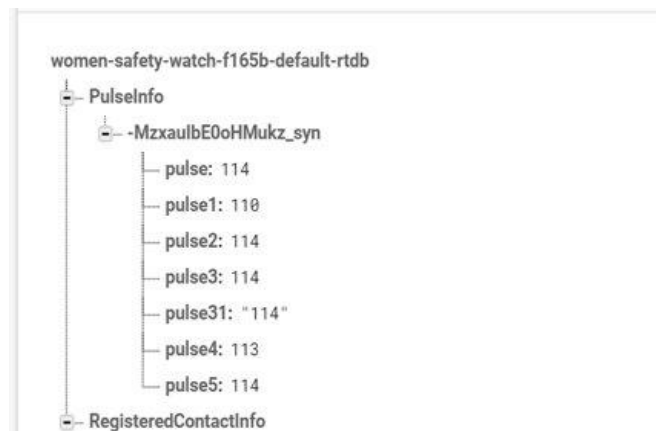 women-safety-watch-f165b-default-rtdb
PulseInfo
-MzxaulbE0oHMukz_syn
pulse: 114
pulse1: 110
pulse2: 114
pulse3: 114
pulse31: "114"
pulse4: 113
pulse5: 114
RegisteredContactInfo